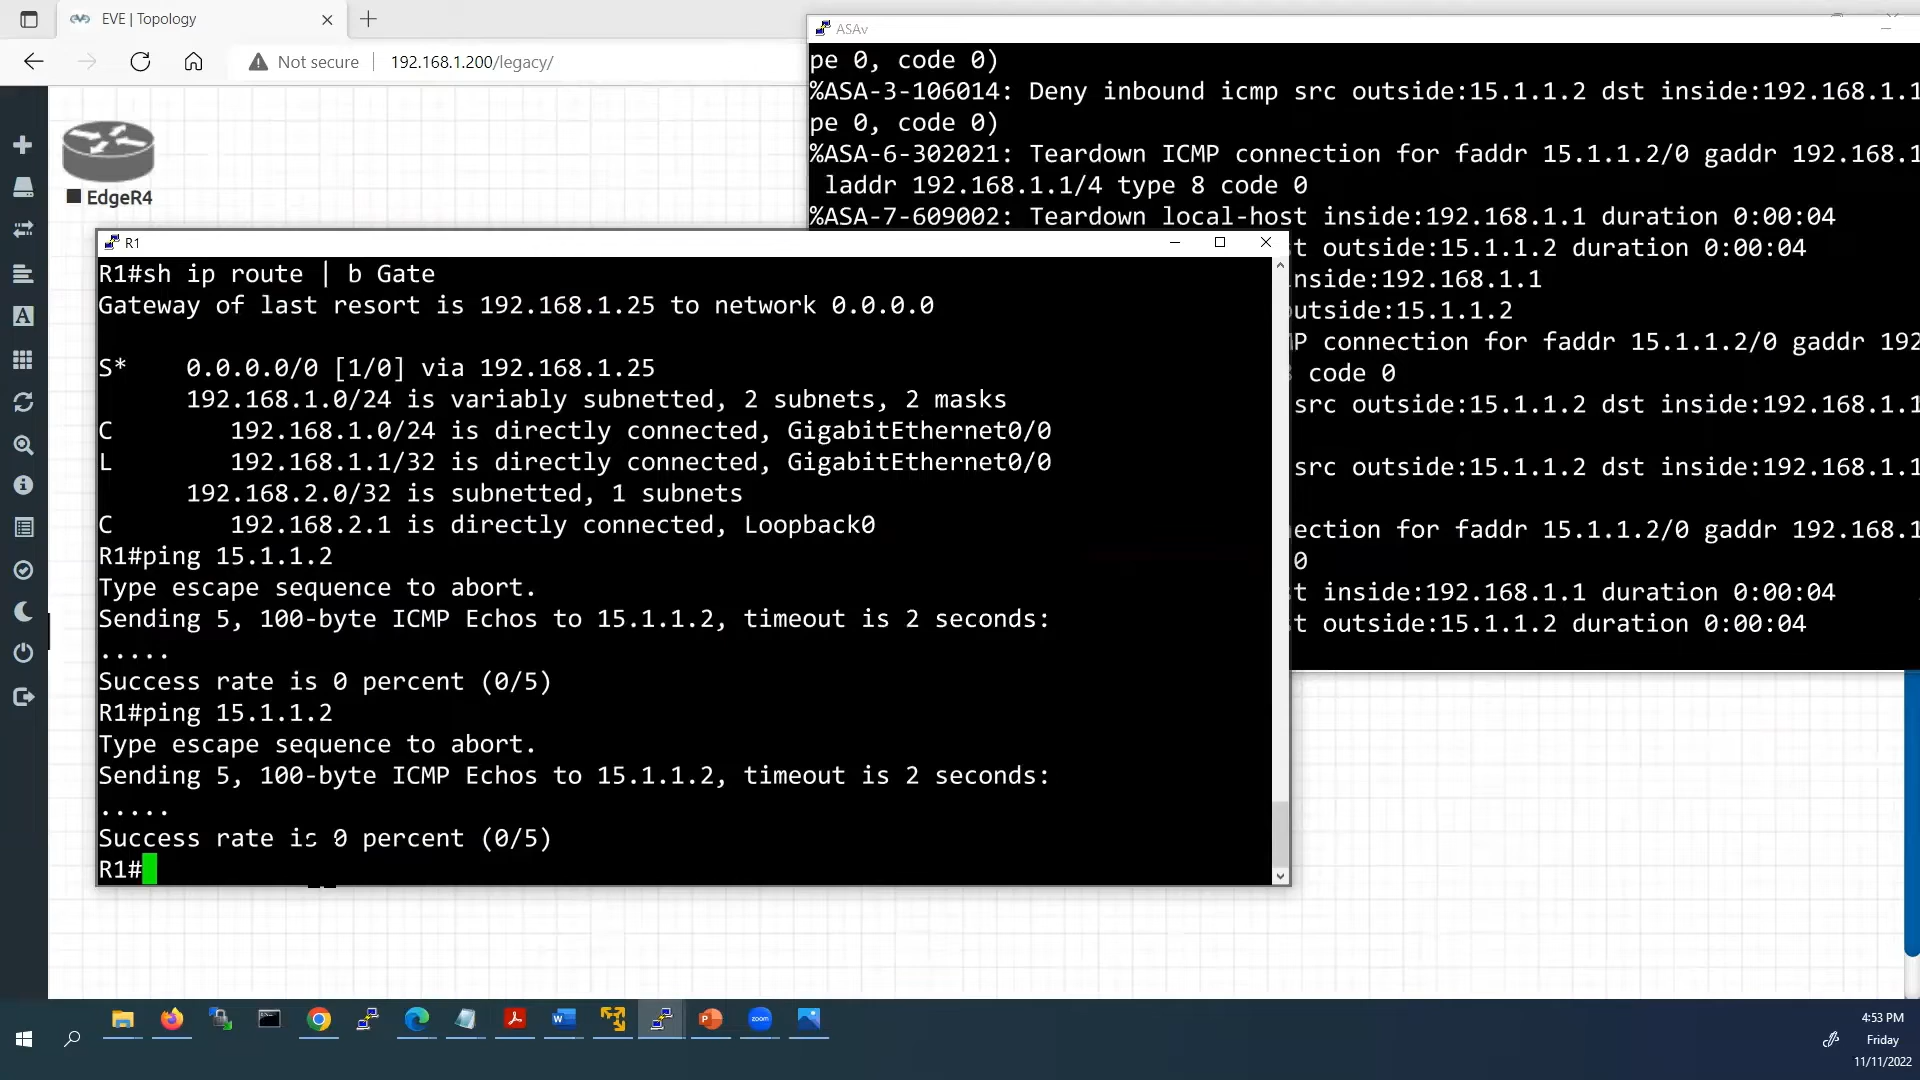 EVE | Topology
Not secure
192.168.1.200/legacy/
EdgeR4
ASAv
pe 0, code 0)
%ASA-3-106014: Deny inbound icmp src outside:15.1.1.2 dst inside:192.168.1.1
pe 0, code 0)
%ASA-6-302021: Teardown ICMP connection for faddr 15.1.1.2/0 gaddr 192.168.1
laddr 192.168.1.1/4 type 8 code 0
%ASA-7-609002: Teardown local-host inside:192.168.1.1 duration 0:00:04
t outside:15.1.1.2 duration 0:00:04
nside:192.168.1.1
utside:15.1.1.2
P connection for faddr 15.1.1.2/0 gaddr 192
code 0
src outside:15.1.1.2 dst inside:192.168.1.1
src outside:15.1.1.2 dst inside:192.168.1.1
ection for faddr 15.1.1.2/0 gaddr 192.168.1
0
t inside:192.168.1.1 duration 0:00:04
t outside:15.1.1.2 duration 0:00:04
R1
R1#sh ip route | b Gate
Gateway of last resort is 192.168.1.25 to network 0.0.0.0
S* 0.0.0.0/0 [1/0] via 192.168.1.25
192.168.1.0/24 is variably subnetted, 2 subnets, 2 masks
C 192.168.1.0/24 is directly connected, GigabitEthernet0/0
L 192.168.1.1/32 is directly connected, GigabitEthernet0/0
192.168.2.0/32 is subnetted, 1 subnets
C 192.168.2.1 is directly connected, Loopback0
R1#ping 15.1.1.2
Type escape sequence to abort.
Sending 5, 100-byte ICMP Echos to 15.1.1.2, timeout is 2 seconds:
.....
Success rate is 0 percent (0/5)
R1#ping 15.1.1.2
Type escape sequence to abort.
Sending 5, 100-byte ICMP Echos to 15.1.1.2, timeout is 2 seconds:
.....
Success rate is 0 percent (0/5)
R1#
zoom
4:53 PM
Friday
11/11/2022